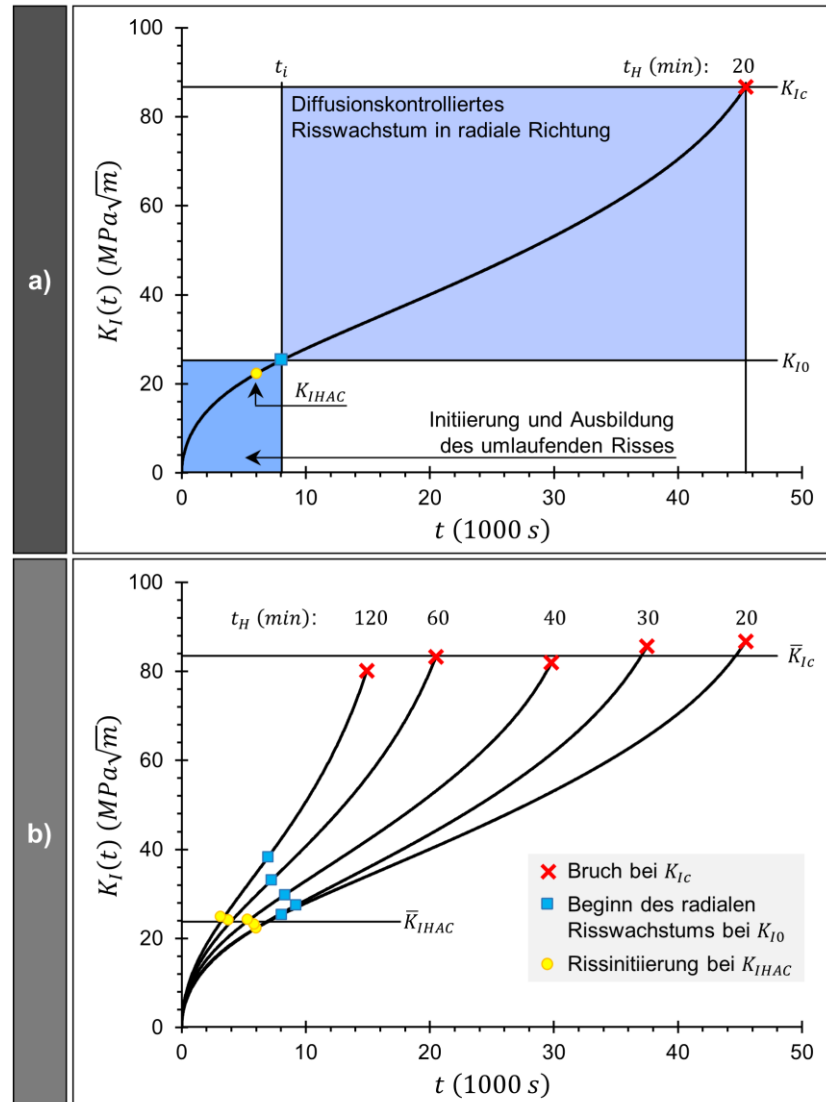 a)
100
80
60
40
20
0
K_I(t) (MPa√m)
t_i
t_H (min): 20
K_Ic
Diffusionskontrolliertes
Risswachstum in radiale Richtung
K_I0
K_IHAC
Initiierung und Ausbildung
des umlaufenden Risses
0 10 20 30 40 50
t (1000 s)
b)
100
80
60
40
20
0
K_I(t) (MPa√m)
t_H (min): 120 60 40 30 20
K̅_Ic
K̅_IHAC
Bruch bei K_Ic
Beginn des radialen
Risswachstums bei K_I0
Rissinitiierung bei K_IHAC
0 10 20 30 40 50
t (1000 s)